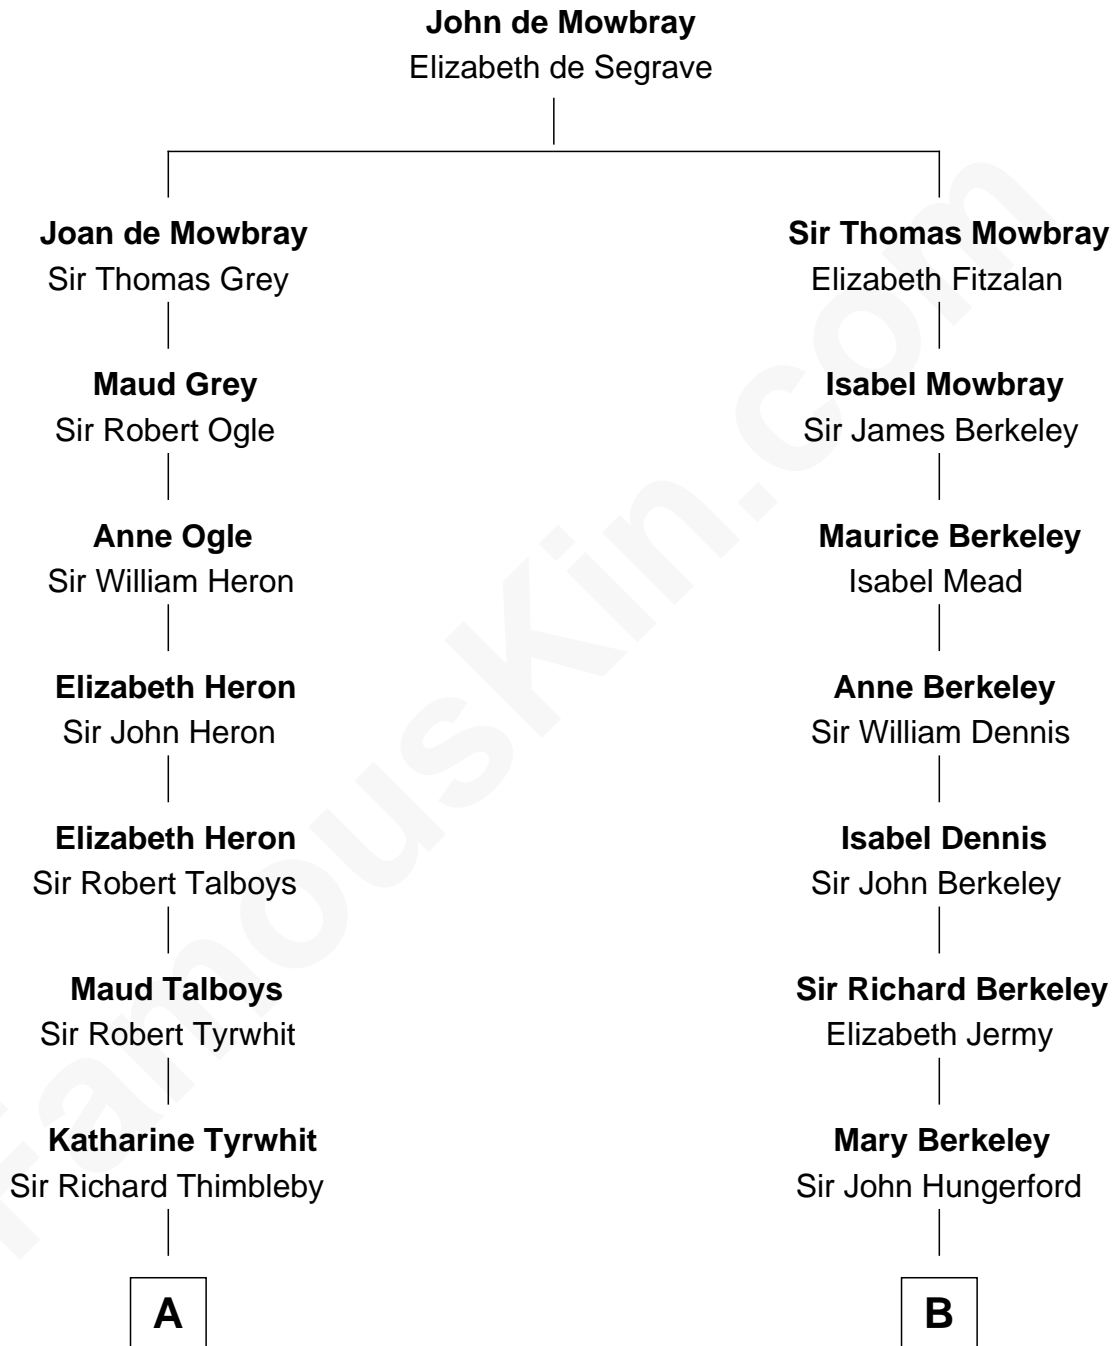 John de Mowbray
Elizabeth de Segrave
Joan de Mowbray
Sir Thomas Grey
Sir Thomas Mowbray
Elizabeth Fitzalan
Maud Grey
Sir Robert Ogle
Isabel Mowbray
Sir James Berkeley
Anne Ogle
Sir William Heron
Maurice Berkeley
Isabel Mead
Elizabeth Heron
Sir John Heron
Anne Berkeley
Sir William Dennis
Elizabeth Heron
Sir Robert Talboys
Isabel Dennis
Sir John Berkeley
Maud Talboys
Sir Robert Tyrwhit
Sir Richard Berkeley
Elizabeth Jermy
Katharine Tyrwhit
Sir Richard Thimbleby
Mary Berkeley
Sir John Hungerford
A
B
FamousKin.com